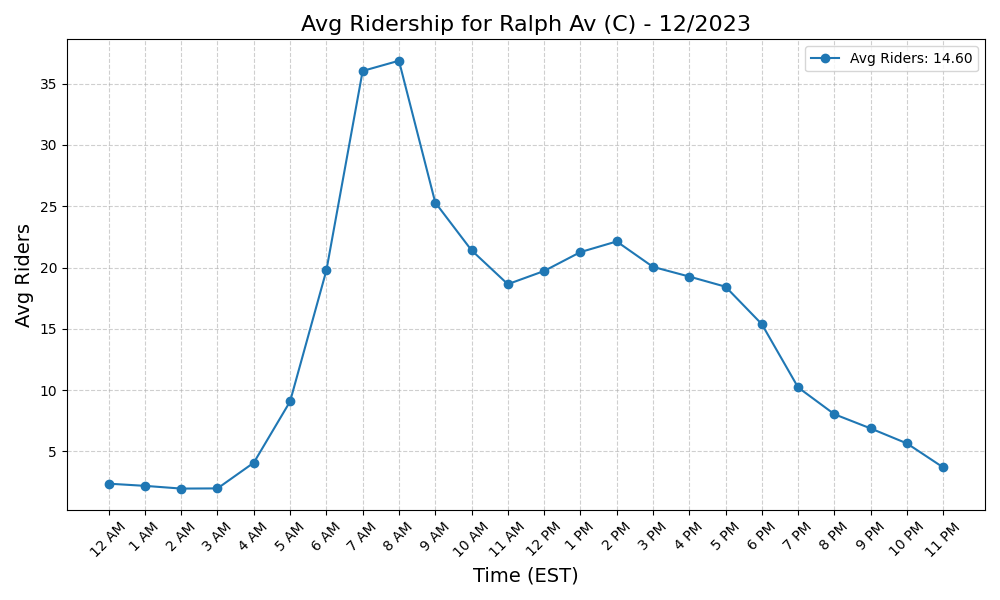 Avg Ridership for Ralph Av (C) - 12/2023
Avg Riders: 14.60
Avg Riders
35
30
25
20
15
10
5
12 AM
1 AM
2 AM
3 AM
4 AM
5 AM
6 AM
7 AM
8 AM
9 AM
10 AM
11 AM
12 PM
1 PM
2 PM
3 PM
4 PM
5 PM
6 PM
7 PM
8 PM
9 PM
10 PM
11 PM
Time (EST)